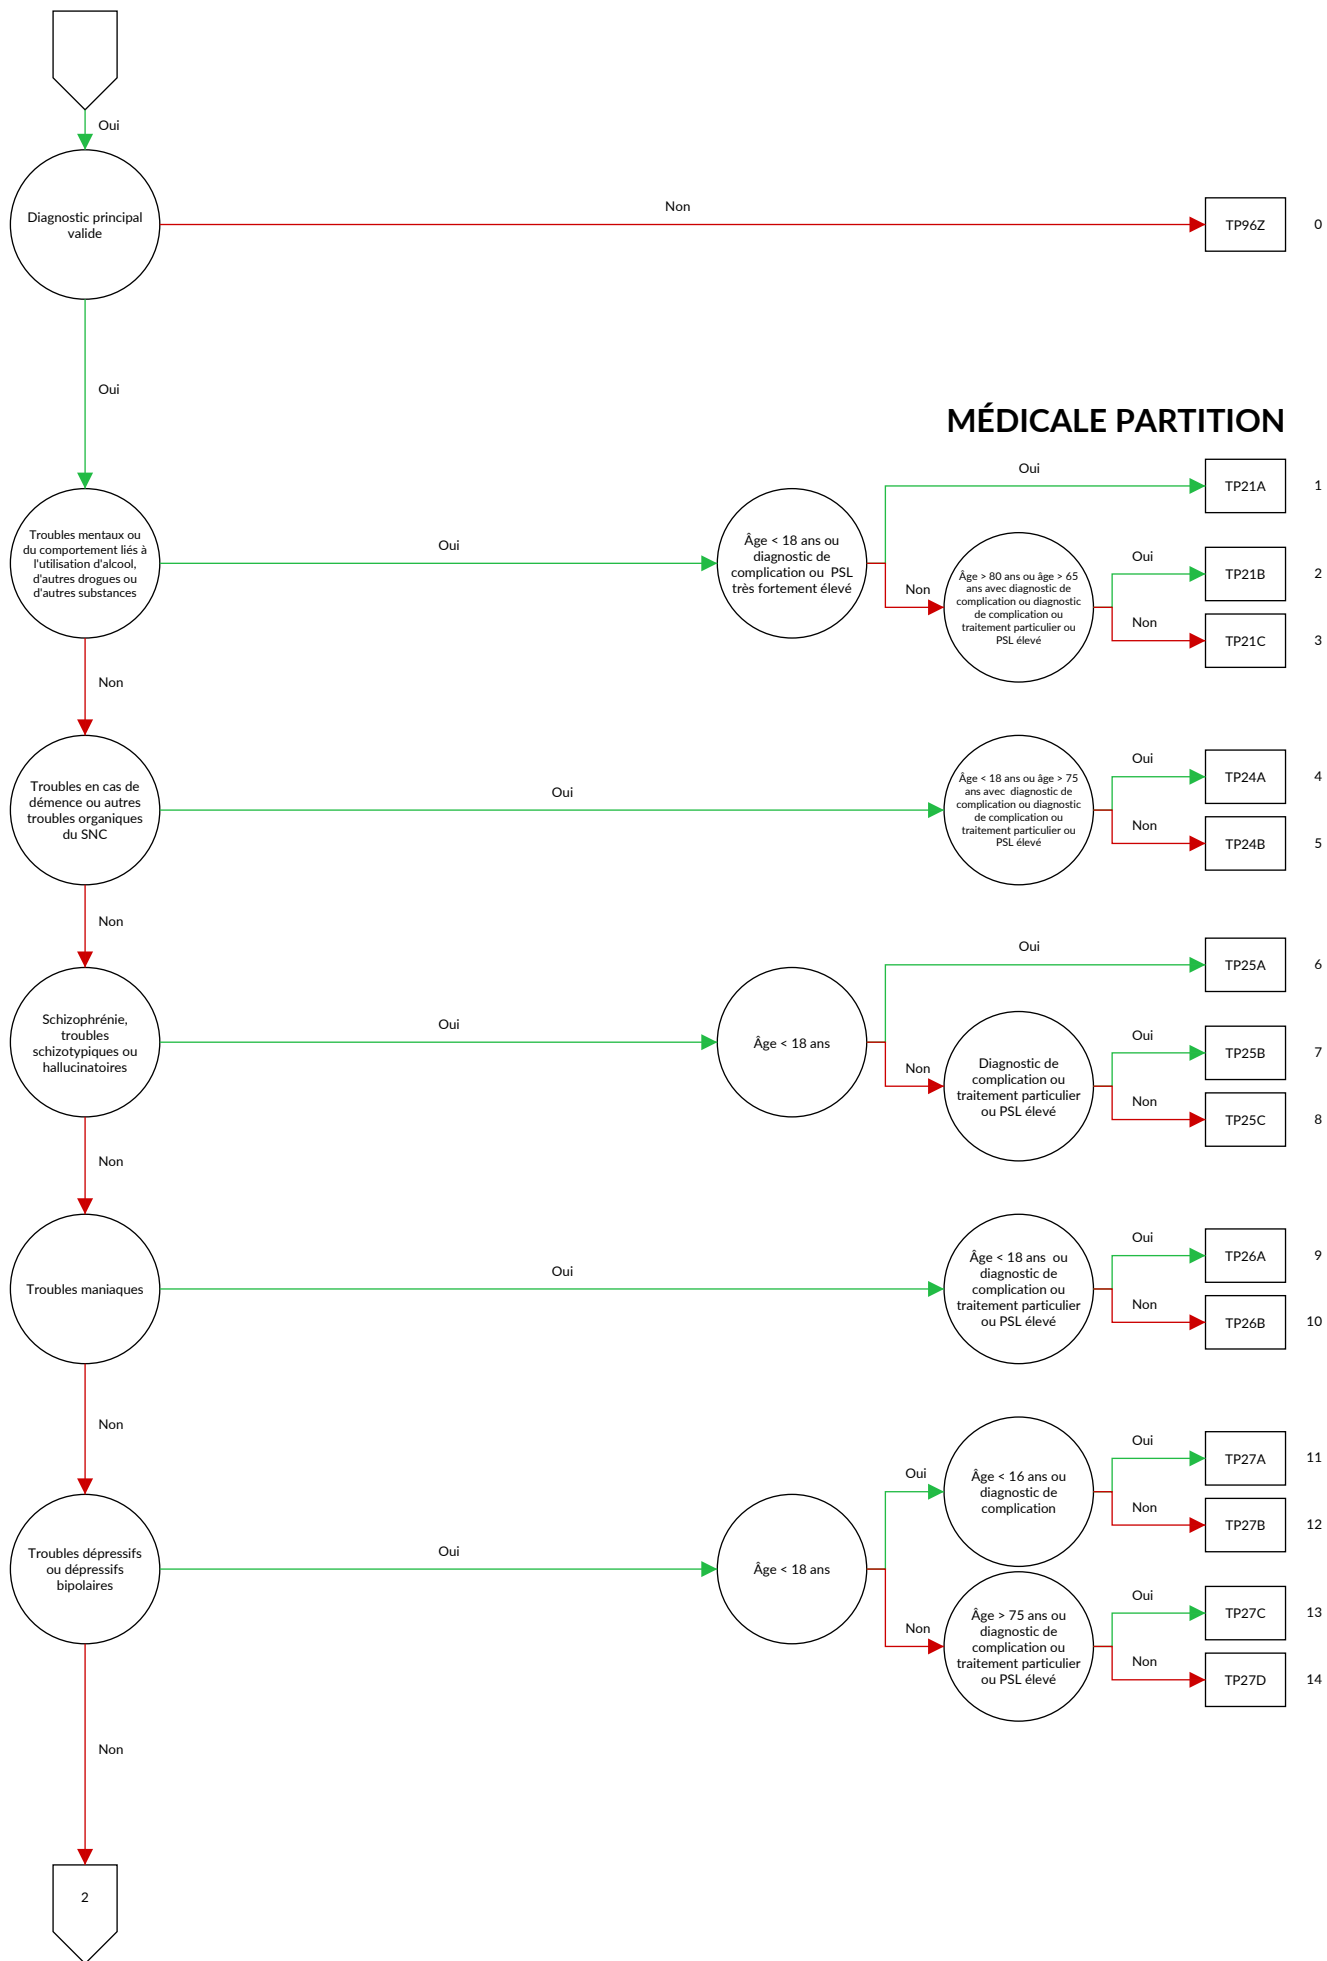 Oui
Diagnostic principal
valide
Non
TP96Z
0
Oui
MÉDICALE PARTITION
Troubles mentaux ou
du comportement liés à
l'utilisation d'alcool,
d'autres drogues ou
d'autres substances
Oui
Âge < 18 ans ou
diagnostic de
complication ou  PSL
très fortement élevé
Oui
TP21A
1
Non
Âge > 80 ans ou âge > 65
ans avec diagnostic de
complication ou diagnostic
de complication ou
traitement particulier ou
PSL élevé
Oui
TP21B
2
Non
TP21C
3
Non
Troubles en cas de
démence ou autres
troubles organiques
du SNC
Oui
Âge < 18 ans ou âge > 75
ans avec  diagnostic de
complication ou diagnostic
de complication ou
traitement particulier ou
PSL élevé
Oui
TP24A
4
Non
TP24B
5
Non
Schizophrénie,
troubles
schizotypiques ou
hallucinatoires
Oui
Âge < 18 ans
Oui
TP25A
6
Non
Diagnostic de
complication ou
traitement particulier
ou PSL élevé
Oui
TP25B
7
Non
TP25C
8
Non
Troubles maniaques
Oui
Âge < 18 ans  ou
diagnostic de
complication ou
traitement particulier
ou PSL élevé
Oui
TP26A
9
Non
TP26B
10
Non
Troubles dépressifs
ou dépressifs
bipolaires
Oui
Âge < 18 ans
Oui
Âge < 16 ans ou
diagnostic de
complication
Oui
TP27A
11
Non
TP27B
12
Non
Âge > 75 ans ou
diagnostic de
complication ou
traitement particulier
ou PSL élevé
Oui
TP27C
13
Non
TP27D
14
Non
2